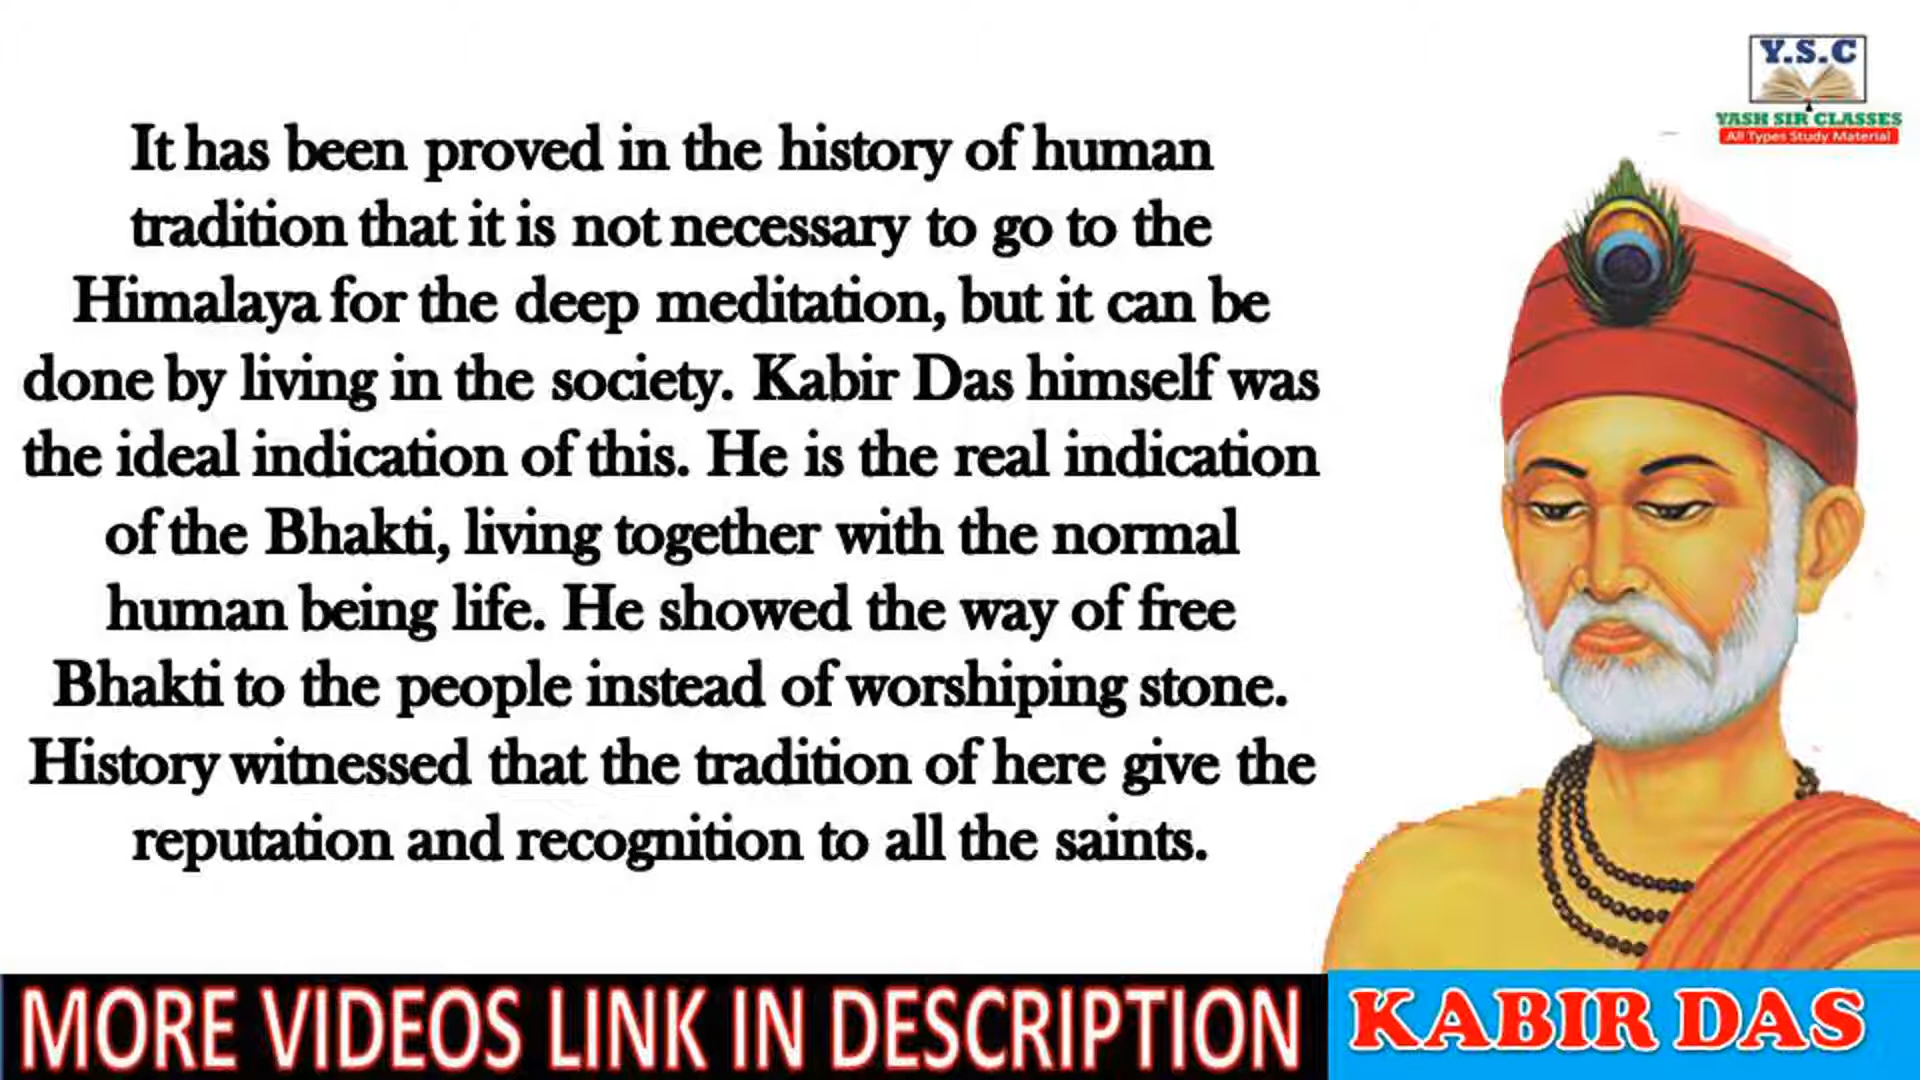 Y.S.C
YASH SIR CLASSES
All Types Study Material
It has been proved in the history of human
tradition that it is not necessary to go to the
Himalaya for the deep meditation, but it can be
done by living in the society. Kabir Das himself was
the ideal indication of this. He is the real indication
of the Bhakti, living together with the normal
human being life. He showed the way of free
Bhakti to the people instead of worshiping stone.
History witnessed that the tradition of here give the
reputation and recognition to all the saints.
MORE VIDEOS LINK IN DESCRIPTION
KABIR DAS